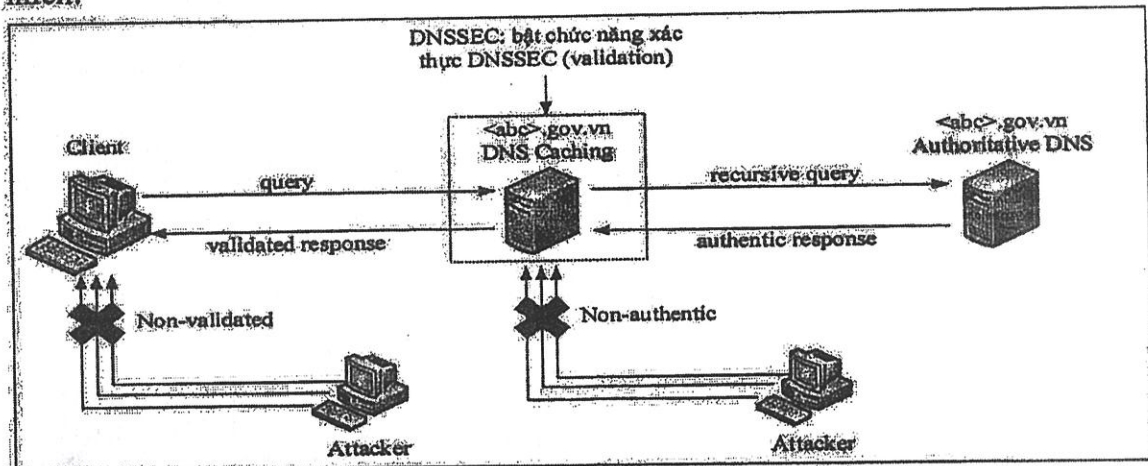 DNSSEC: bật chức năng xác
thực DNSSEC (validation)
Client
<abc>.gov.vn
DNS Caching
<abc>.gov.vn
Authoritative DNS
query
recursive query
validated response
authentic response
Non-validated
Non-authentic
Attacker
Attacker